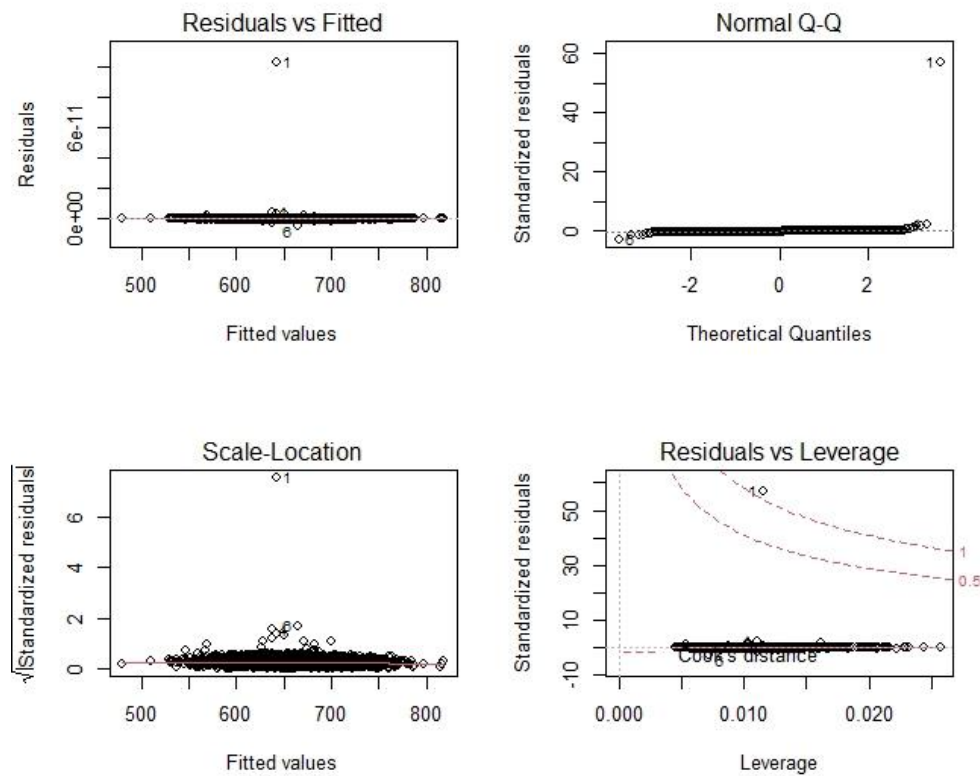 Residuals vs Fitted
Residuals
0e+00 6e-11
1
6
500 600 700 800
Fitted values
Normal Q-Q
Standardized residuals
0 20 40 60
1
6
-2 0 2
Theoretical Quantiles
Scale-Location
√|Standardized residuals|
0 2 4 6
1
6
500 600 700 800
Fitted values
Residuals vs Leverage
Standardized residuals
-10 10 30 50
1
1
0.5
Cook's distance
6
0.000 0.010 0.020
Leverage